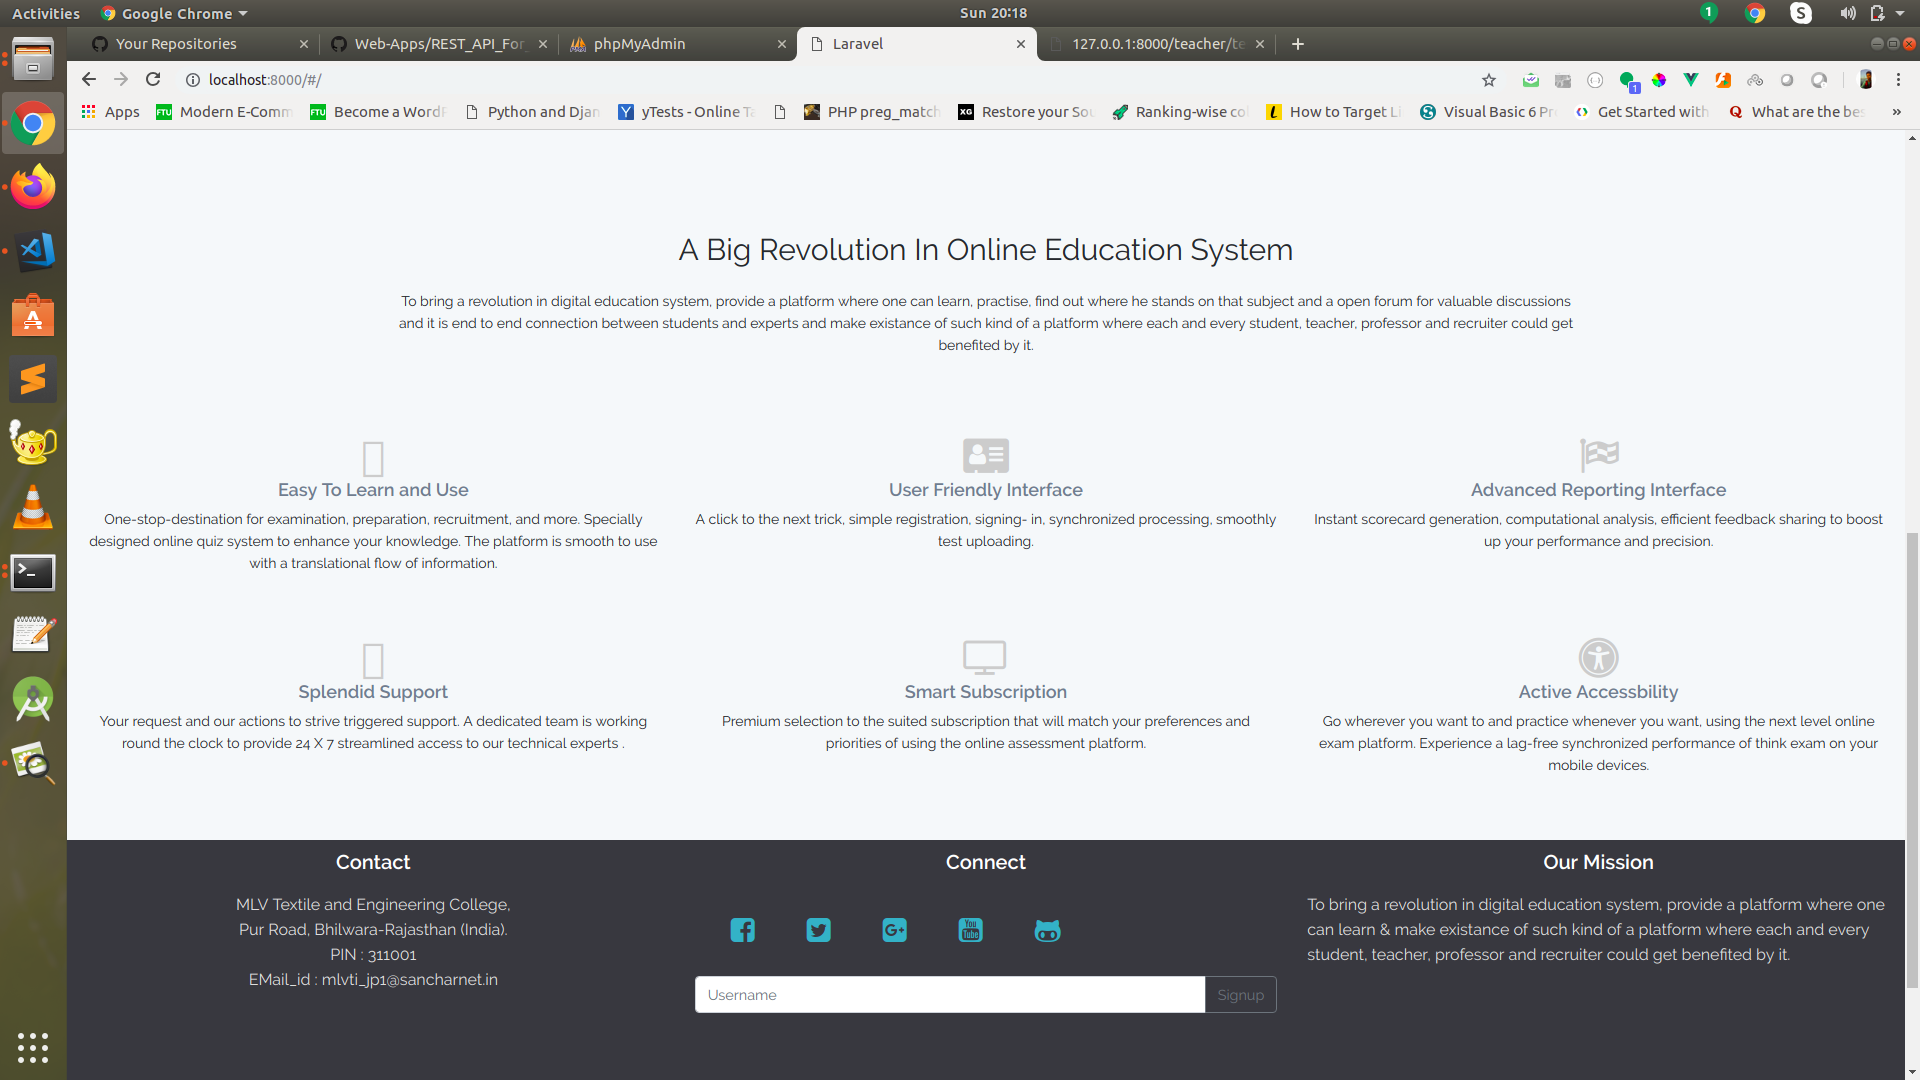 Activities
Google Chrome
Sun 20:18
1
S
Your Repositories
Web-Apps/REST_API_For
phpMyAdmin
Laravel
127.0.0.1:8000/teacher/te
localhost:8000/#/
1
Apps
Modern E-Comm
Become a WordP
Python and Djan
yTests - Online Te
PHP preg_match
Restore your Sou
Ranking-wise co
How to Target Li
Visual Basic 6 Pr
Get Started with
What are the bes
»
A Big Revolution In Online Education System
To bring a revolution in digital education system, provide a platform where one can learn, practise, find out where he stands on that subject and a open forum for valuable discussions
and it is end to end connection between students and experts and make existance of such kind of a platform where each and every student, teacher, professor and recruiter could get
benefited by it.
Easy To Learn and Use
One-stop-destination for examination, preparation, recruitment, and more. Specially
designed online quiz system to enhance your knowledge. The platform is smooth to use
with a translational flow of information.
User Friendly Interface
A click to the next trick, simple registration, signing- in, synchronized processing, smoothly
test uploading.
Advanced Reporting Interface
Instant scorecard generation, computational analysis, efficient feedback sharing to boost
up your performance and precision.
Splendid Support
Your request and our actions to strive triggered support. A dedicated team is working
round the clock to provide 24 X 7 streamlined access to our technical experts .
Smart Subscription
Premium selection to the suited subscription that will match your preferences and
priorities of using the online assessment platform.
Active Accessbility
Go wherever you want to and practice whenever you want, using the next level online
exam platform. Experience a lag-free synchronized performance of think exam on your
mobile devices.
Contact
MLV Textile and Engineering College,
Pur Road, Bhilwara-Rajasthan (India).
PIN : 311001
EMail_id : mlvti_jp1@sancharnet.in
Connect
You
Tube
Username
Signup
Our Mission
To bring a revolution in digital education system, provide a platform where one
can learn & make existance of such kind of a platform where each and every
student, teacher, professor and recruiter could get benefited by it.